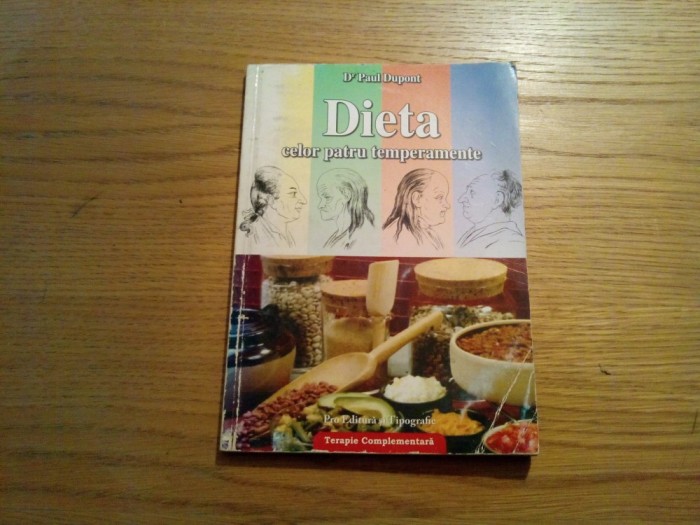 Dr Paul Dupont
Dieta
celor patru temperamente
Pro Editură și Tipografie
Terapie Complementară